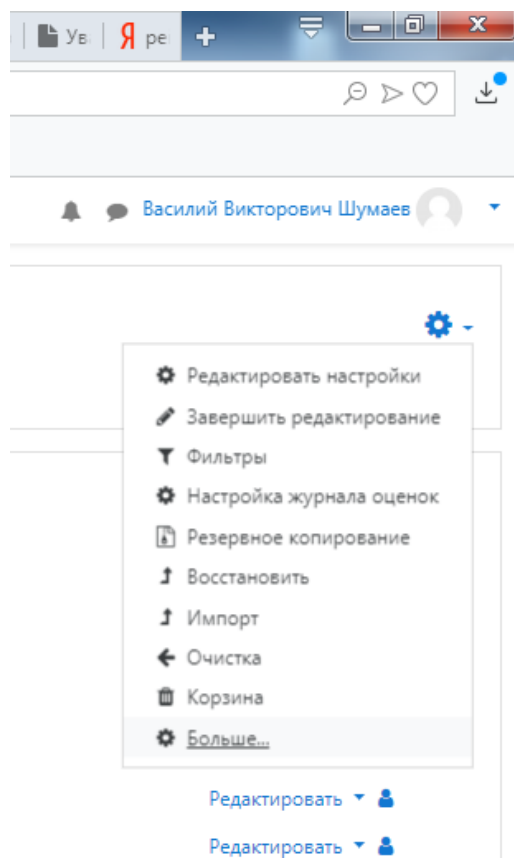 Ув
Я ре
Василий Викторович Шумаев
Редактировать настройки
Завершить редактирование
Фильтры
Настройка журнала оценок
Резервное копирование
Восстановить
Импорт
Очистка
Корзина
Больше...
Редактировать
Редактировать